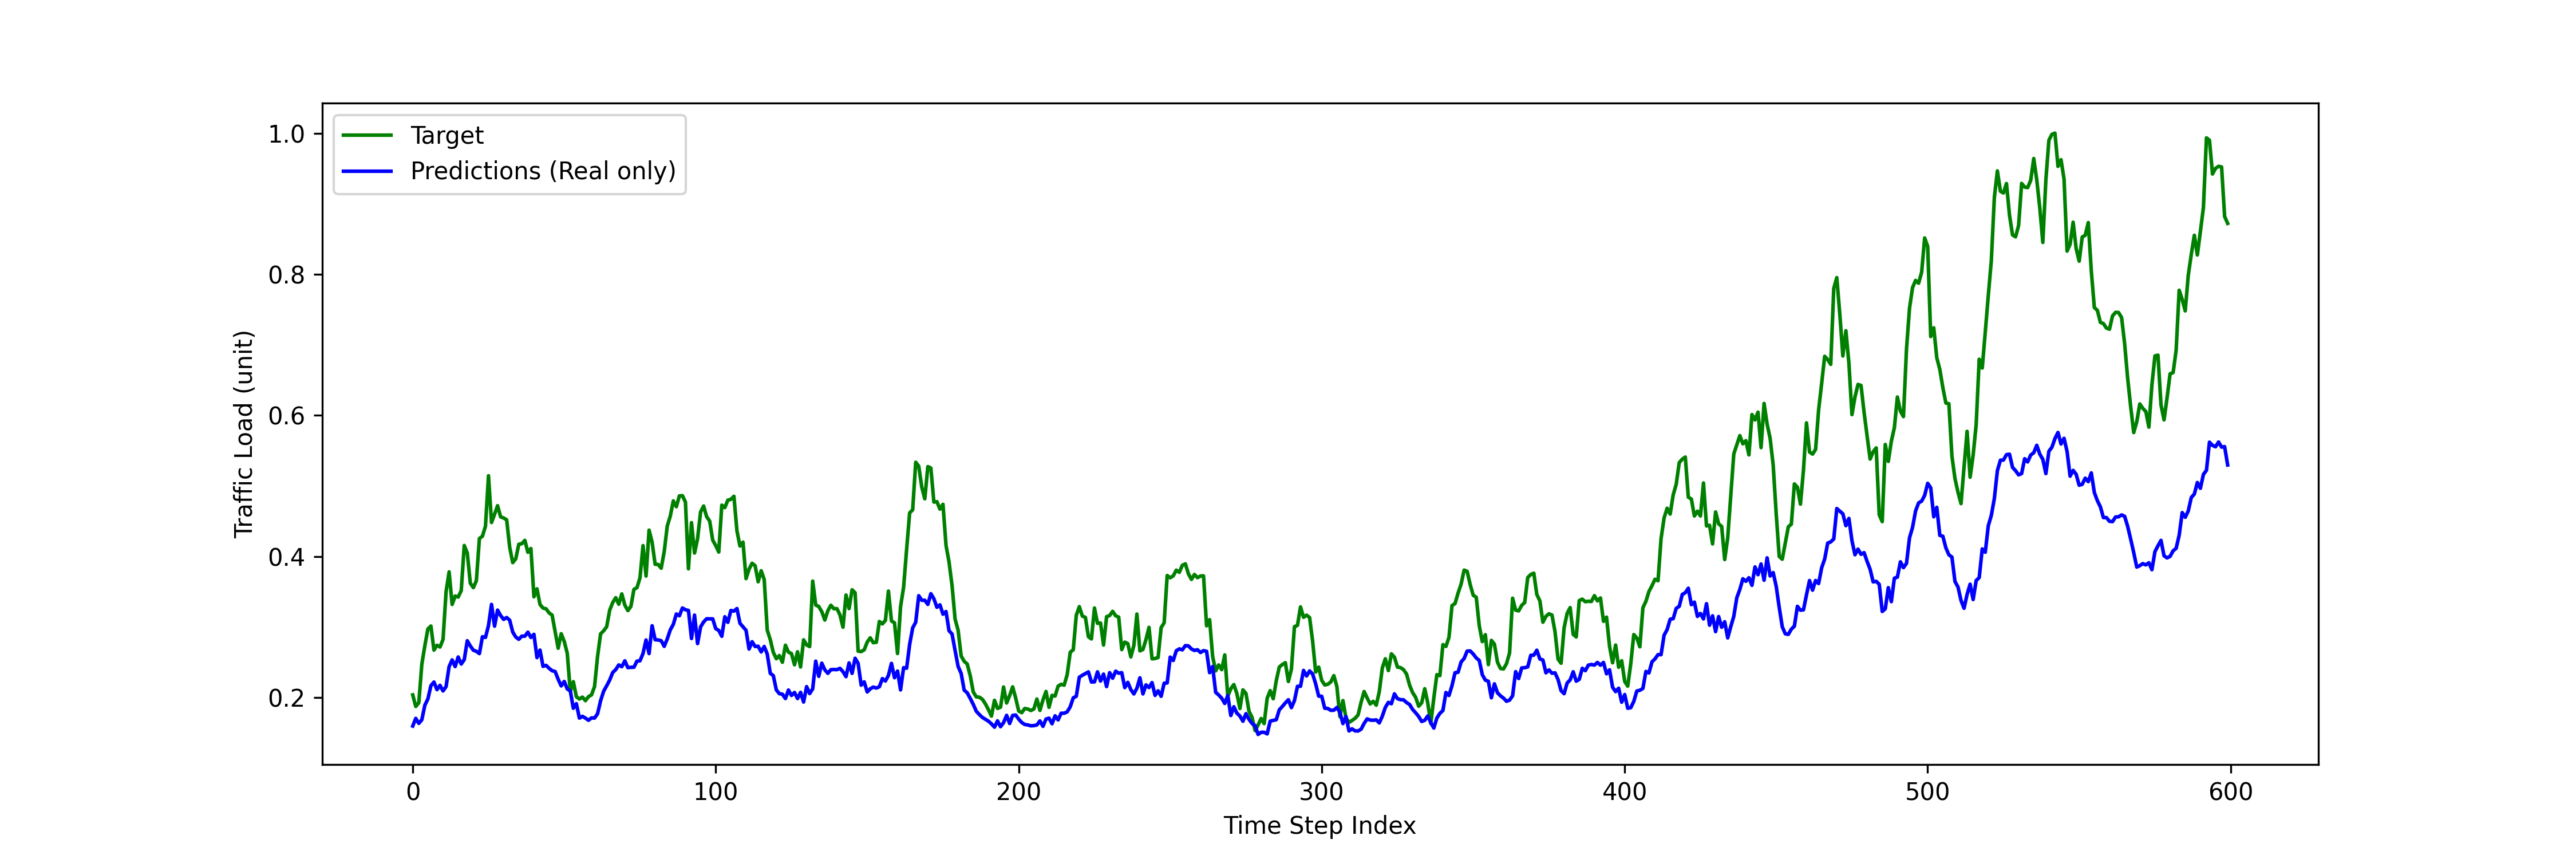 Target
Predictions (Real only)
1.0
0.8
0.6
0.4
0.2
Traffic Load (unit)
0 100 200 300 400 500 600
Time Step Index